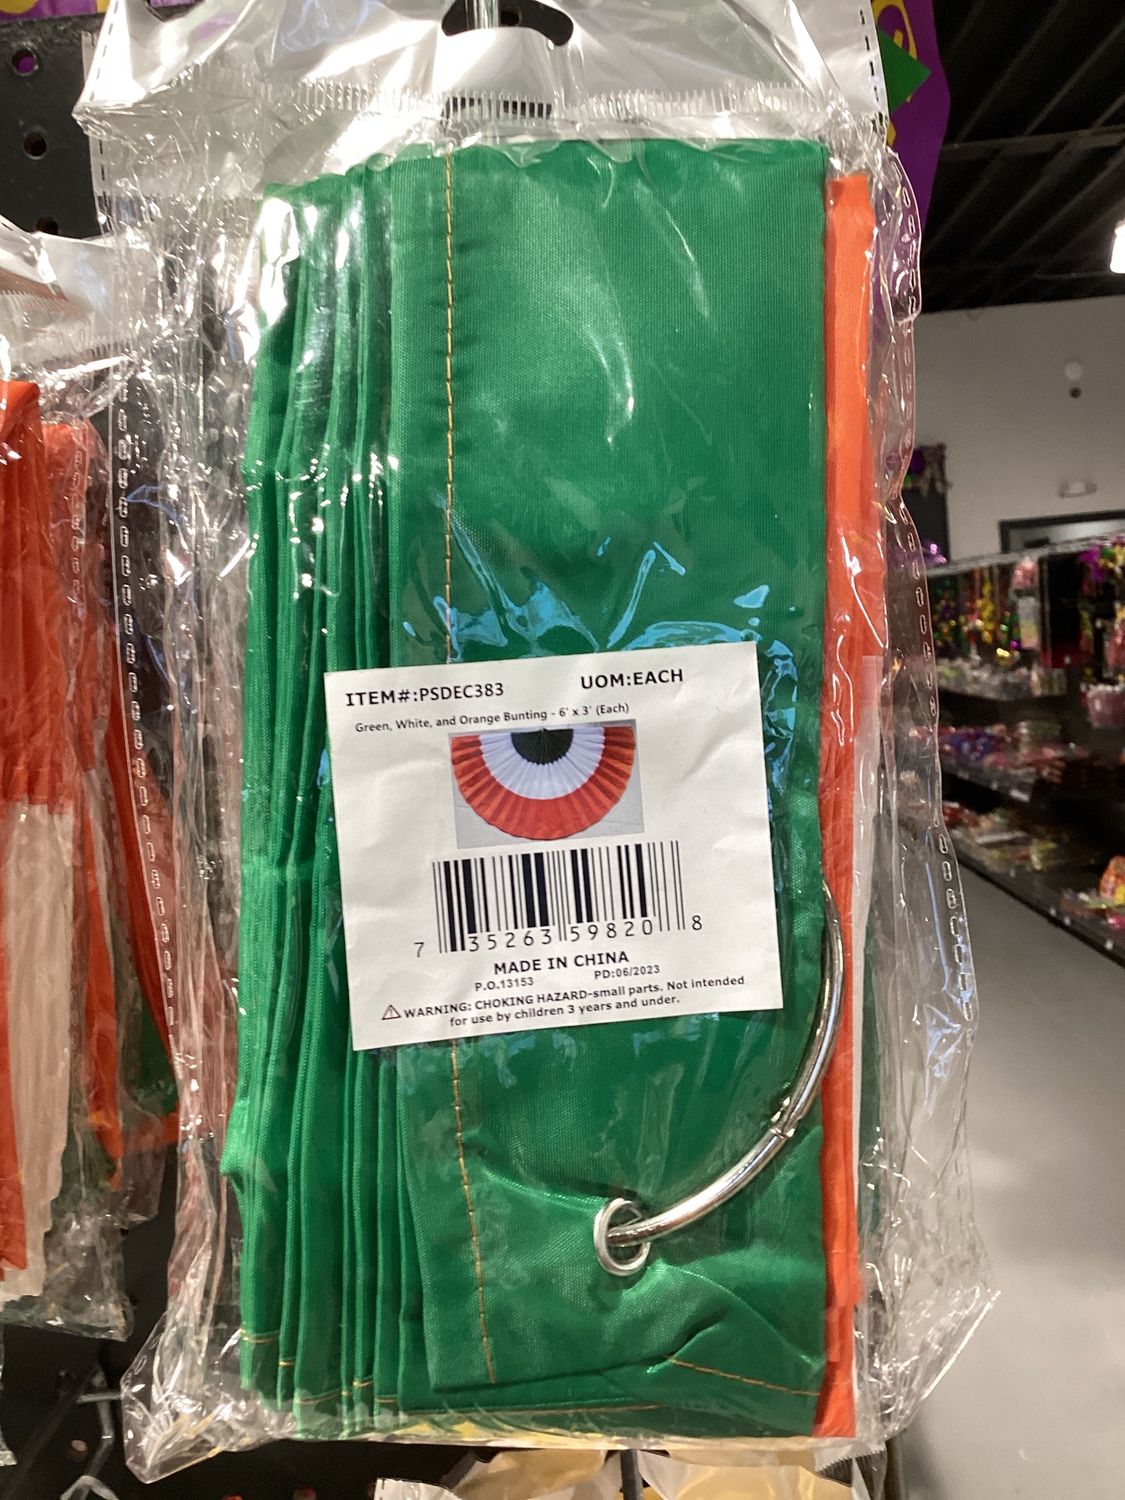 ITEM#:PSDEC383 UOM:EACH
Green, White, and Orange Bunting - 6' x 3' (Each)
7 35263 59820 8
MADE IN CHINA
P.O.13153 PD:06/2023
WARNING: CHOKING HAZARD-small parts. Not intended
for use by children 3 years and under.